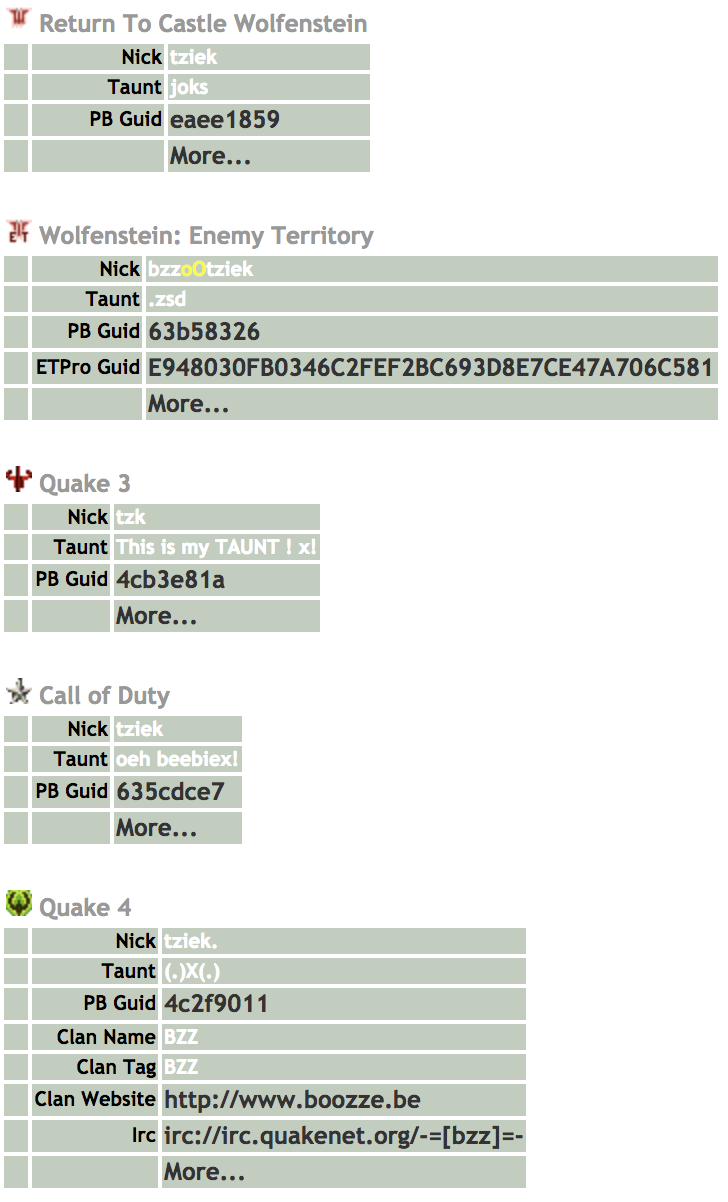 Return To Castle Wolfenstein
Nick tziek
Taunt joks
PB Guid eaee1859
More...
Wolfenstein: Enemy Territory
Nick bzzoOtziek
Taunt .zsd
PB Guid 63b58326
ETPro Guid E948030FB0346C2FEF2BC693D8E7CE47A706C581
More...
Quake 3
Nick tzk
Taunt This is my TAUNT ! x!
PB Guid 4cb3e81a
More...
Call of Duty
Nick tziek
Taunt oeh beebiex!
PB Guid 635cdce7
More...
Quake 4
Nick tziek.
Taunt (.)X(.)
PB Guid 4c2f9011
Clan Name BZZ
Clan Tag BZZ
Clan Website http://www.boozze.be
Irc irc://irc.quakenet.org/-=[bzz]=-
More...